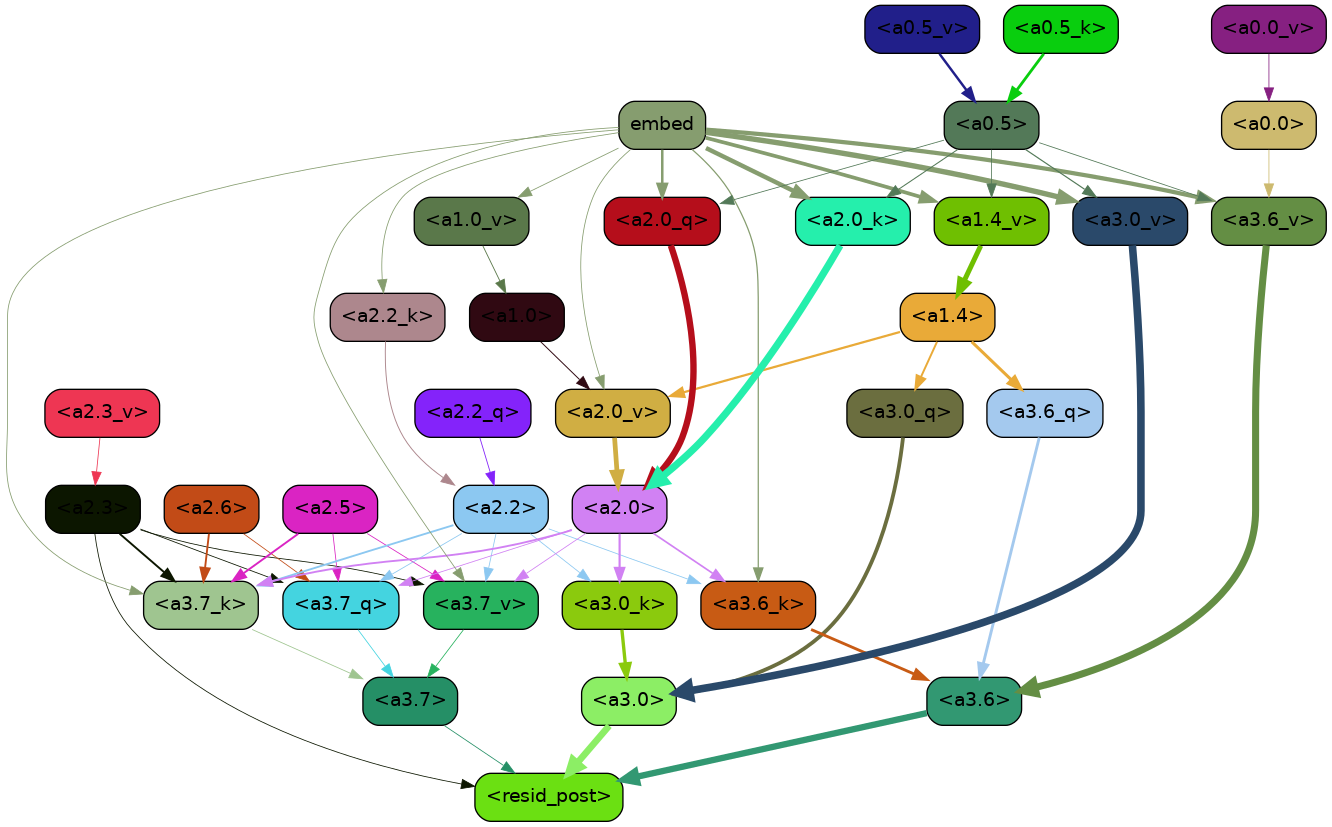 <a0.5_v>
<a0.5_k>
<a0.0_v>
embed
<a0.5>
<a0.0>
<a1.0_v>
<a2.0_q>
<a2.0_k>
<a1.4_v>
<a3.0_v>
<a3.6_v>
<a2.2_k>
<a1.0>
<a1.4>
<a2.3_v>
<a2.2_q>
<a2.0_v>
<a3.0_q>
<a3.6_q>
<a2.3>
<a2.6>
<a2.5>
<a2.2>
<a2.0>
<a3.7_k>
<a3.7_q>
<a3.7_v>
<a3.0_k>
<a3.6_k>
<a3.7>
<a3.0>
<a3.6>
<resid_post>